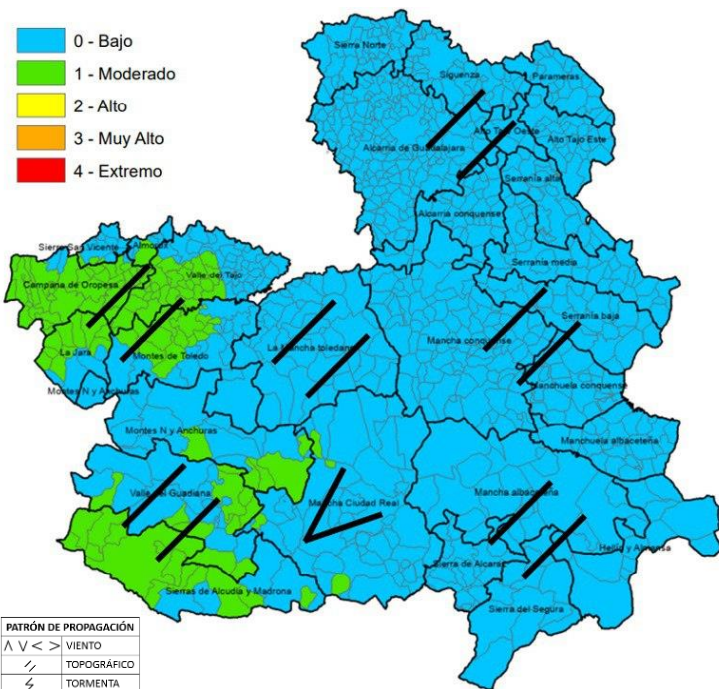 0 - Bajo
1 - Moderado
2 - Alto
3 - Muy Alto
4 - Extremo
Sierra Norte
Sigüenza
Parameras
Alto Tajo Oeste
Alcarria de Guadalajara
Alto Tajo Este
Serranía alta
Alcarria conquense
Sierra San Vicente
Almorox
Serranía media
Campana de Oropesa
Valle del Tajo
Serranía baja
La Mancha toledana
Mancha conquense
La Jara
Montes de Toledo
Manchuela conquense
Montes N y Anchuras
Montes N y Anchuras
Manchuela albaceteña
Valle del Guadiana
Mancha Ciudad Real
Mancha albaceteña
Hellín y Almansa
Sierra de Alcaraz
Sierras de Alcudia y Madrona
Sierra del Segura
PATRÓN DE PROPAGACIÓN
VIENTO
TOPOGRÁFICO
TORMENTA